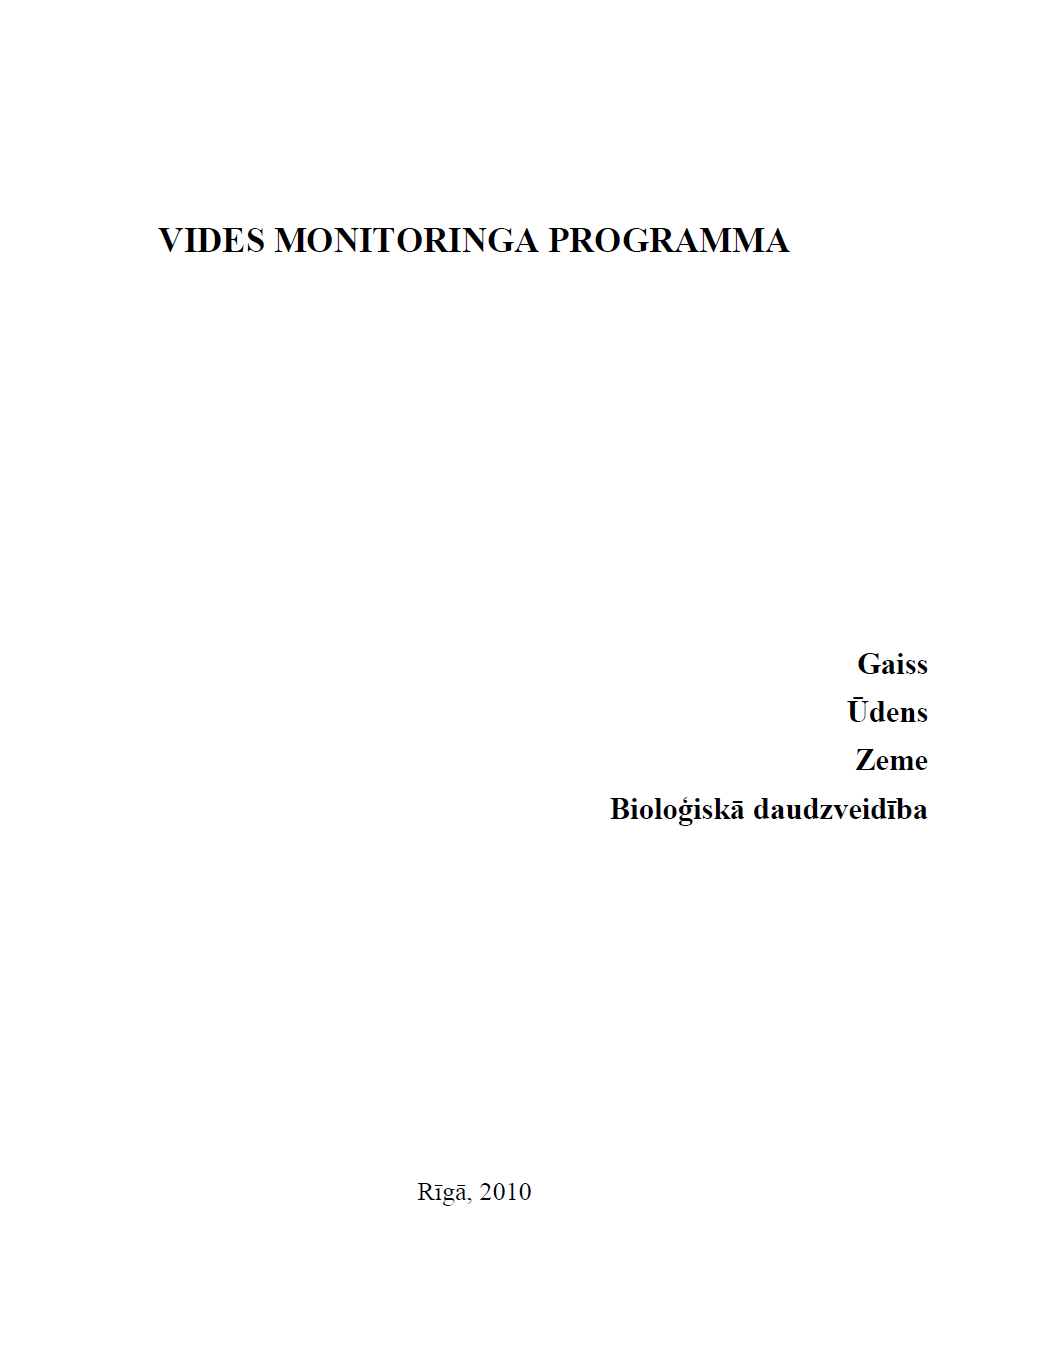 VIDES MONITORINGA PROGRAMMA
Gaiss
Ūdens
Zeme
Bioloģiskā daudzveidība
Rīgā, 2010